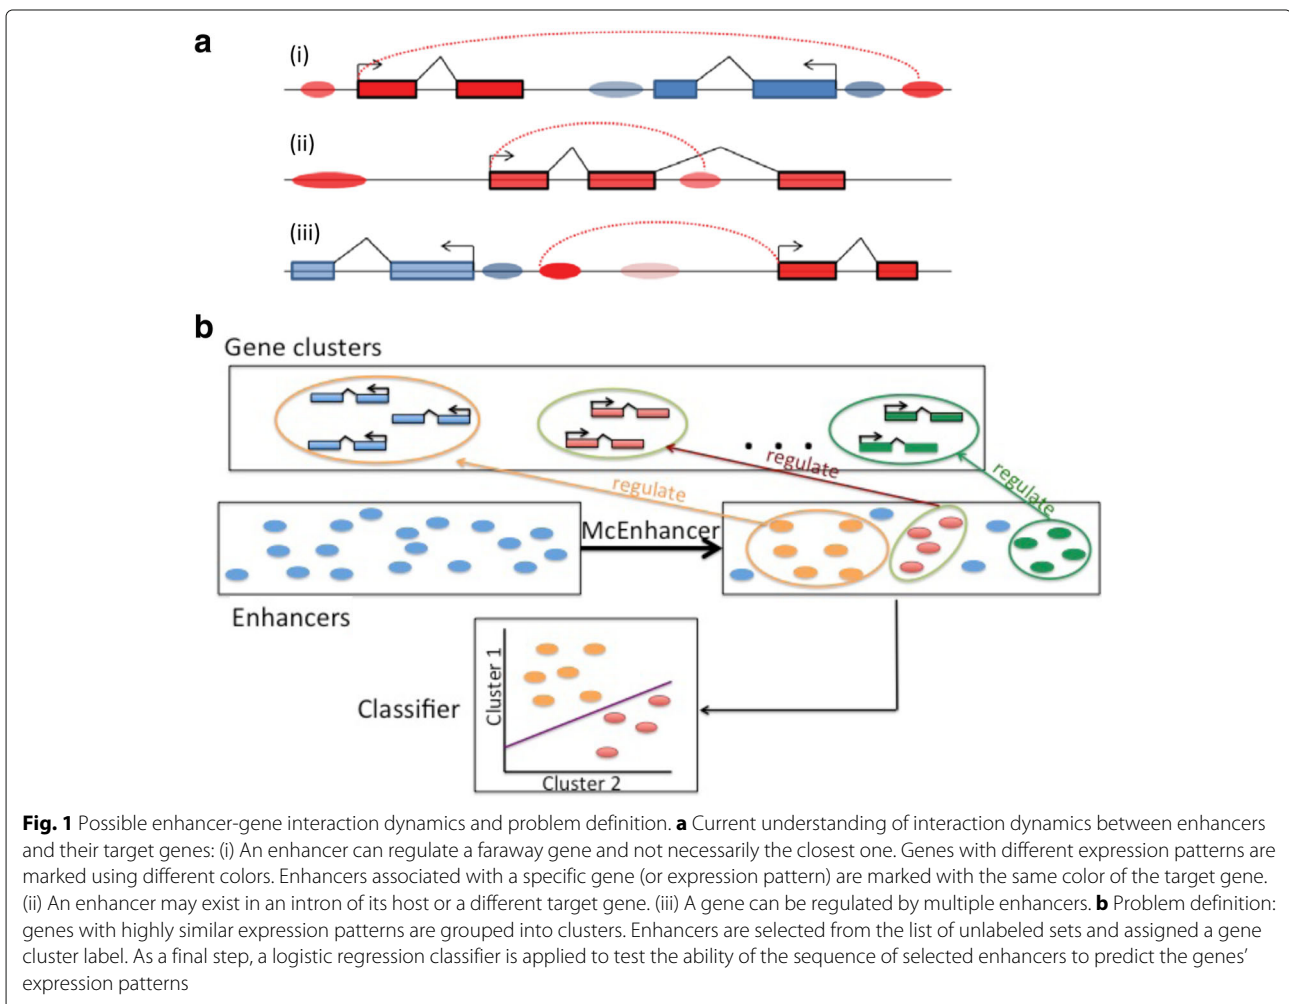 a
(i)
(ii)
(iii)
b
Gene clusters
. . .
regulate
regulate
regulate
McEnhancer
Enhancers
Classifier
Cluster 1
Cluster 2
Fig. 1 Possible enhancer-gene interaction dynamics and problem definition. a Current understanding of interaction dynamics between enhancers
and their target genes: (i) An enhancer can regulate a faraway gene and not necessarily the closest one. Genes with different expression patterns are
marked using different colors. Enhancers associated with a specific gene (or expression pattern) are marked with the same color of the target gene.
(ii) An enhancer may exist in an intron of its host or a different target gene. (iii) A gene can be regulated by multiple enhancers. b Problem definition:
genes with highly similar expression patterns are grouped into clusters. Enhancers are selected from the list of unlabeled sets and assigned a gene
cluster label. As a final step, a logistic regression classifier is applied to test the ability of the sequence of selected enhancers to predict the genes’
expression patterns